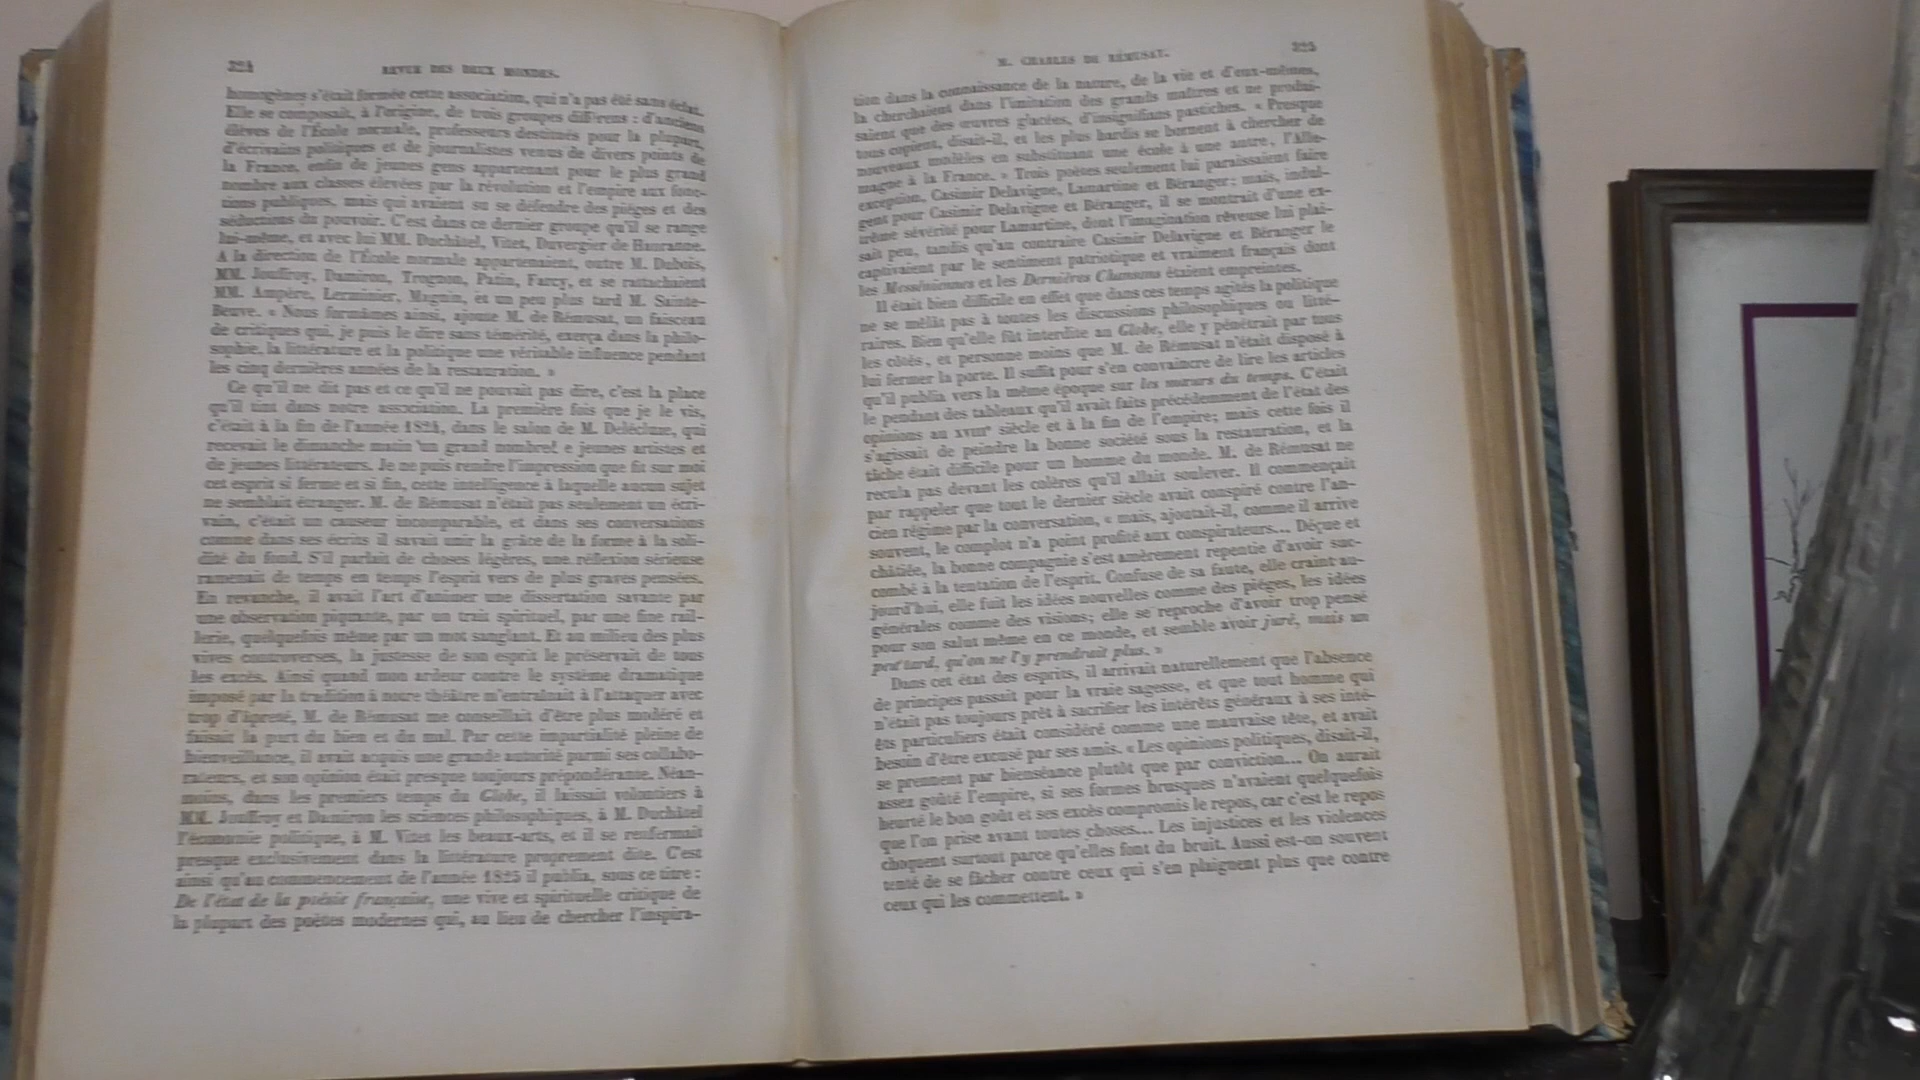 324
REVUE DES DEUX MONDES.
homogènes s'était formée cette association, qui n'a pas été sans éclat.
Elle se composait, à l'origine, de trois groupes différens : d'anciens
élèves de l'École normale, professeurs destinés pour la plupart,
d'écrivains politiques et de journalistes venus de divers points de
la France, enfin de jeunes gens appartenant pour le plus grand
nombre aux classes élevées par la révolution et l'empire aux fonc-
tions publiques, mais qui avaient su se défendre des piéges et des
séductions du pouvoir. C'est dans ce dernier groupe qu'il se range
lui-même, et avec lui MM. Duchâtel, Vitet, Duvergier de Hauranne.
A la direction de l'École normale appartenaient, outre M. Dubois,
MM. Jouffroy, Damiron, Trognon, Patin, Farcy, et se rattachaient
MM. Ampère, Lerminier, Magnin, et un peu plus tard M. Sainte-
Beuve. « Nous formâmes ainsi, ajoute M. de Rémusat, un faisceau
de critiques qui, je puis le dire sans témérité, exerça dans la philo-
sophie, la littérature et la politique une véritable influence pendant
les cinq dernières années de la restauration. »
Ce qu'il ne dit pas et ce qu'il ne pouvait pas dire, c'est la place
qu'il tint dans notre association. La première fois que je le vis,
c'était à la fin de l'année 1824, dans le salon de M. Delécluze, qui
recevait le dimanche matin un grand nombre! e jeunes artistes et
de jeunes littérateurs. Je ne puis rendre l'impression que fit sur moi
cet esprit si ferme et si fin, cette intelligence à laquelle aucun sujet
ne semblait étranger. M. de Rémusat n'était pas seulement un écri-
vain, c'était un causeur incomparable, et dans ses conversations
comme dans ses écrits il savait unir la grâce de la forme à la soli-
dité du fond. S'il parlait de choses légères, une réflexion sérieuse
ramenait de temps en temps l'esprit vers de plus graves pensées.
En revanche, il avait l'art d'animer une dissertation savante par
une observation piquante, par un trait spirituel, par une fine rail-
lerie, quelquefois même par un mot sanglant. Et au milieu des plus
vives controverses, la justesse de son esprit le préservait de tous
les excès. Ainsi quand mon ardeur contre le système dramatique
imposé par la tradition à notre théâtre m'entraînait à l'attaquer avec
trop d'âpreté, M. de Rémusat me conseillait d'être plus modéré et
faisait la part du bien et du mal. Par cette impartialité pleine de
bienveillance, il avait acquis une grande autorité parmi ses collabo-
rateurs, et son opinion était presque toujours prépondérante. Néan-
moins, dans les premiers temps du Globe, il laissait volontiers à
MM. Jouffroy et Damiron les sciences philosophiques, à M. Duchâtel
l'économie politique, à M. Vitet les beaux-arts, et il se renfermait
presque exclusivement dans la littérature proprement dite. C'est
ainsi qu'au commencement de l'année 1825 il publia, sous ce titre :
De l'état de la poésie française, une vive et spirituelle critique de
la plupart des poètes modernes qui, au lieu de chercher l'inspira-
M. CHARLES DE RÉMUSAT.
325
tion dans la connaissance de la nature, de la vie et d'eux-mêmes,
la cherchaient dans l'imitation des grands maîtres et ne produi-
saient que des œuvres glacées, d'insignifians pastiches. « Presque
tous copient, disait-il, et les plus hardis se bornent à chercher de
nouveaux modèles en substituant une école à une autre, l'Alle-
magne à la France. » Trois poètes seulement lui paraissaient faire
exception, Casimir Delavigne, Lamartine et Béranger; mais, indul-
gent pour Casimir Delavigne et Béranger, il se montrait d'une ex-
trême sévérité pour Lamartine, dont l'imagination rêveuse lui plai-
sait peu, tandis qu'au contraire Casimir Delavigne et Béranger le
captivaient par le sentiment patriotique et vraiment français dont
les Messéniennes et les Dernières Chansons étaient empreintes.
Il était bien difficile en effet que dans ces temps agités la politique
ne se mêlât pas à toutes les discussions philosophiques ou litté-
raires. Bien qu'elle fût interdite au Globe, elle y pénétrait par tous
les côtés, et personne moins que M. de Rémusat n'était disposé à
lui fermer la porte. Il suffit pour s'en convaincre de lire les articles
qu'il publia vers la même époque sur les mœurs du temps. C'était
le pendant des tableaux qu'il avait faits précédemment de l'état des
opinions au XVIIIe siècle et à la fin de l'empire; mais cette fois il
s'agissait de peindre la bonne société sous la restauration, et la
tâche était difficile pour un homme du monde. M. de Rémusat ne
recula pas devant les colères qu'il allait soulever. Il commençait
par rappeler que tout le dernier siècle avait conspiré contre l'an-
cien régime par la conversation, « mais, ajoutait-il, comme il arrive
souvent, le complot n'a point profité aux conspirateurs... Déçue et
châtiée, la bonne compagnie s'est amèrement repentie d'avoir suc-
combé à la tentation de l'esprit. Confuse de sa faute, elle craint au-
jourd'hui, elle fuit les idées nouvelles comme des piéges, les idées
générales comme des visions; elle se reproche d'avoir trop pensé
pour son salut même en ce monde, et semble avoir juré, mais un
peu tard, qu'on ne l'y prendrait plus. »
Dans cet état des esprits, il arrivait naturellement que l'absence
de principes passait pour la vraie sagesse, et que tout homme qui
n'était pas toujours prêt à sacrifier les intérêts généraux à ses inté-
êts particuliers était considéré comme une mauvaise tête, et avait
besoin d'être excusé par ses amis. « Les opinions politiques, disait-il,
se prennent par bienséance plutôt que par conviction... On aurait
assez goûté l'empire, si ses formes brusques n'avaient quelquefois
heurté le bon goût et ses excès compromis le repos, car c'est le repos
que l'on prise avant toutes choses... Les injustices et les violences
choquent surtout parce qu'elles font du bruit. Aussi est-on souvent
tenté de se fâcher contre ceux qui s'en plaignent plus que contre
ceux qui les commettent. »